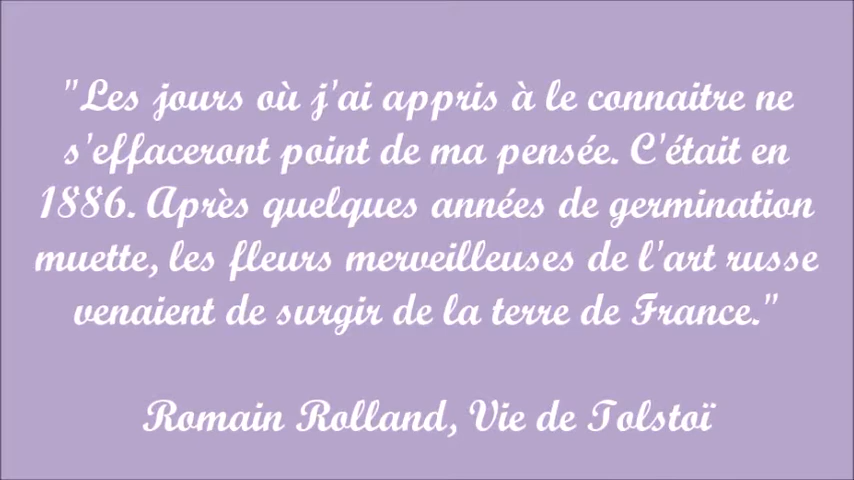 "Les jours où j'ai appris à le connaitre ne
s'effaceront point de ma pensée. C'était en
1886. Après quelques années de germination
muette, les fleurs merveilleuses de l'art russe
venaient de surgir de la terre de France."
Romain Rolland, Vie de Tolstoï